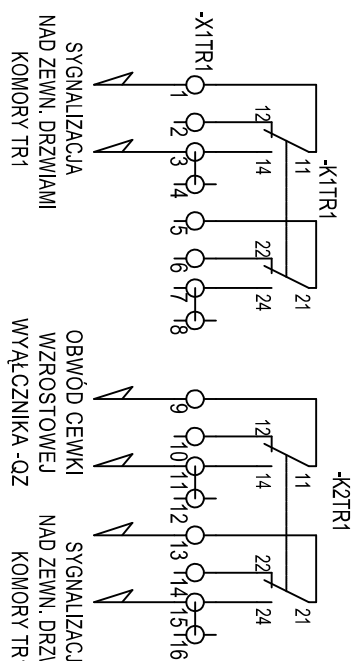 -K1TR1
11
21
12
14
22
24
-X1TR1
1
2
3
4
5
6
7
8
SYGNALIZACJA
NAD ZEWN. DRZWIAMI
KOMORY TR1
-K2TR1
11
21
12
14
22
24
9
10
11
12
13
14
15
16
OBWÓD CEWKI
WZROSTOWEJ
WYAŁCZNIKA -QZ
SYGNALIZACJ
NAD ZEWN. DRZW
KOMORY TR